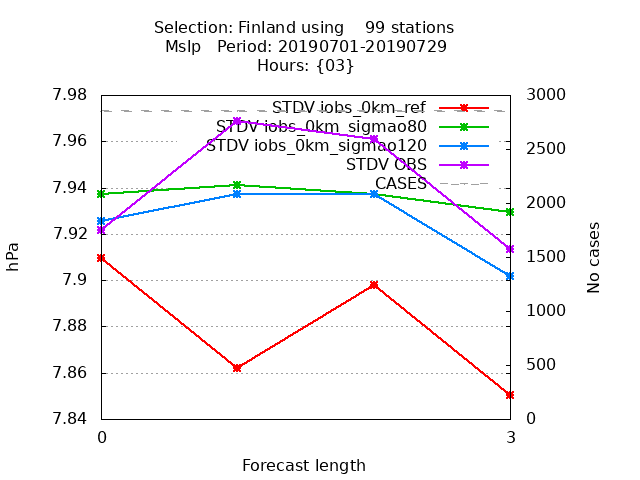 Selection: Finland using    99 stations
Mslp   Period: 20190701-20190729
Hours: {03}
7.98
7.96
7.94
7.92
7.9
7.88
7.86
7.84
3000
2500
2000
1500
1000
500
0
STDV iobs_0km_ref
STDV iobs_0km_sigmao80
STDV iobs_0km_sigmao120
STDV OBS
CASES
hPa
No cases
0
3
Forecast length